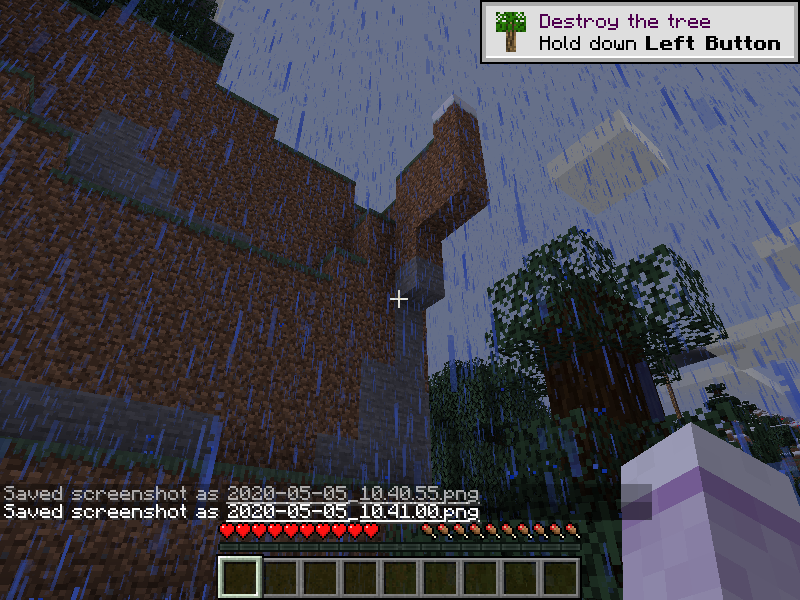 Destroy the tree
Hold down Left Button
Saved screenshot as 2020-05-05_10.40.55.png
Saved screenshot as 2020-05-05_10.41.00.png